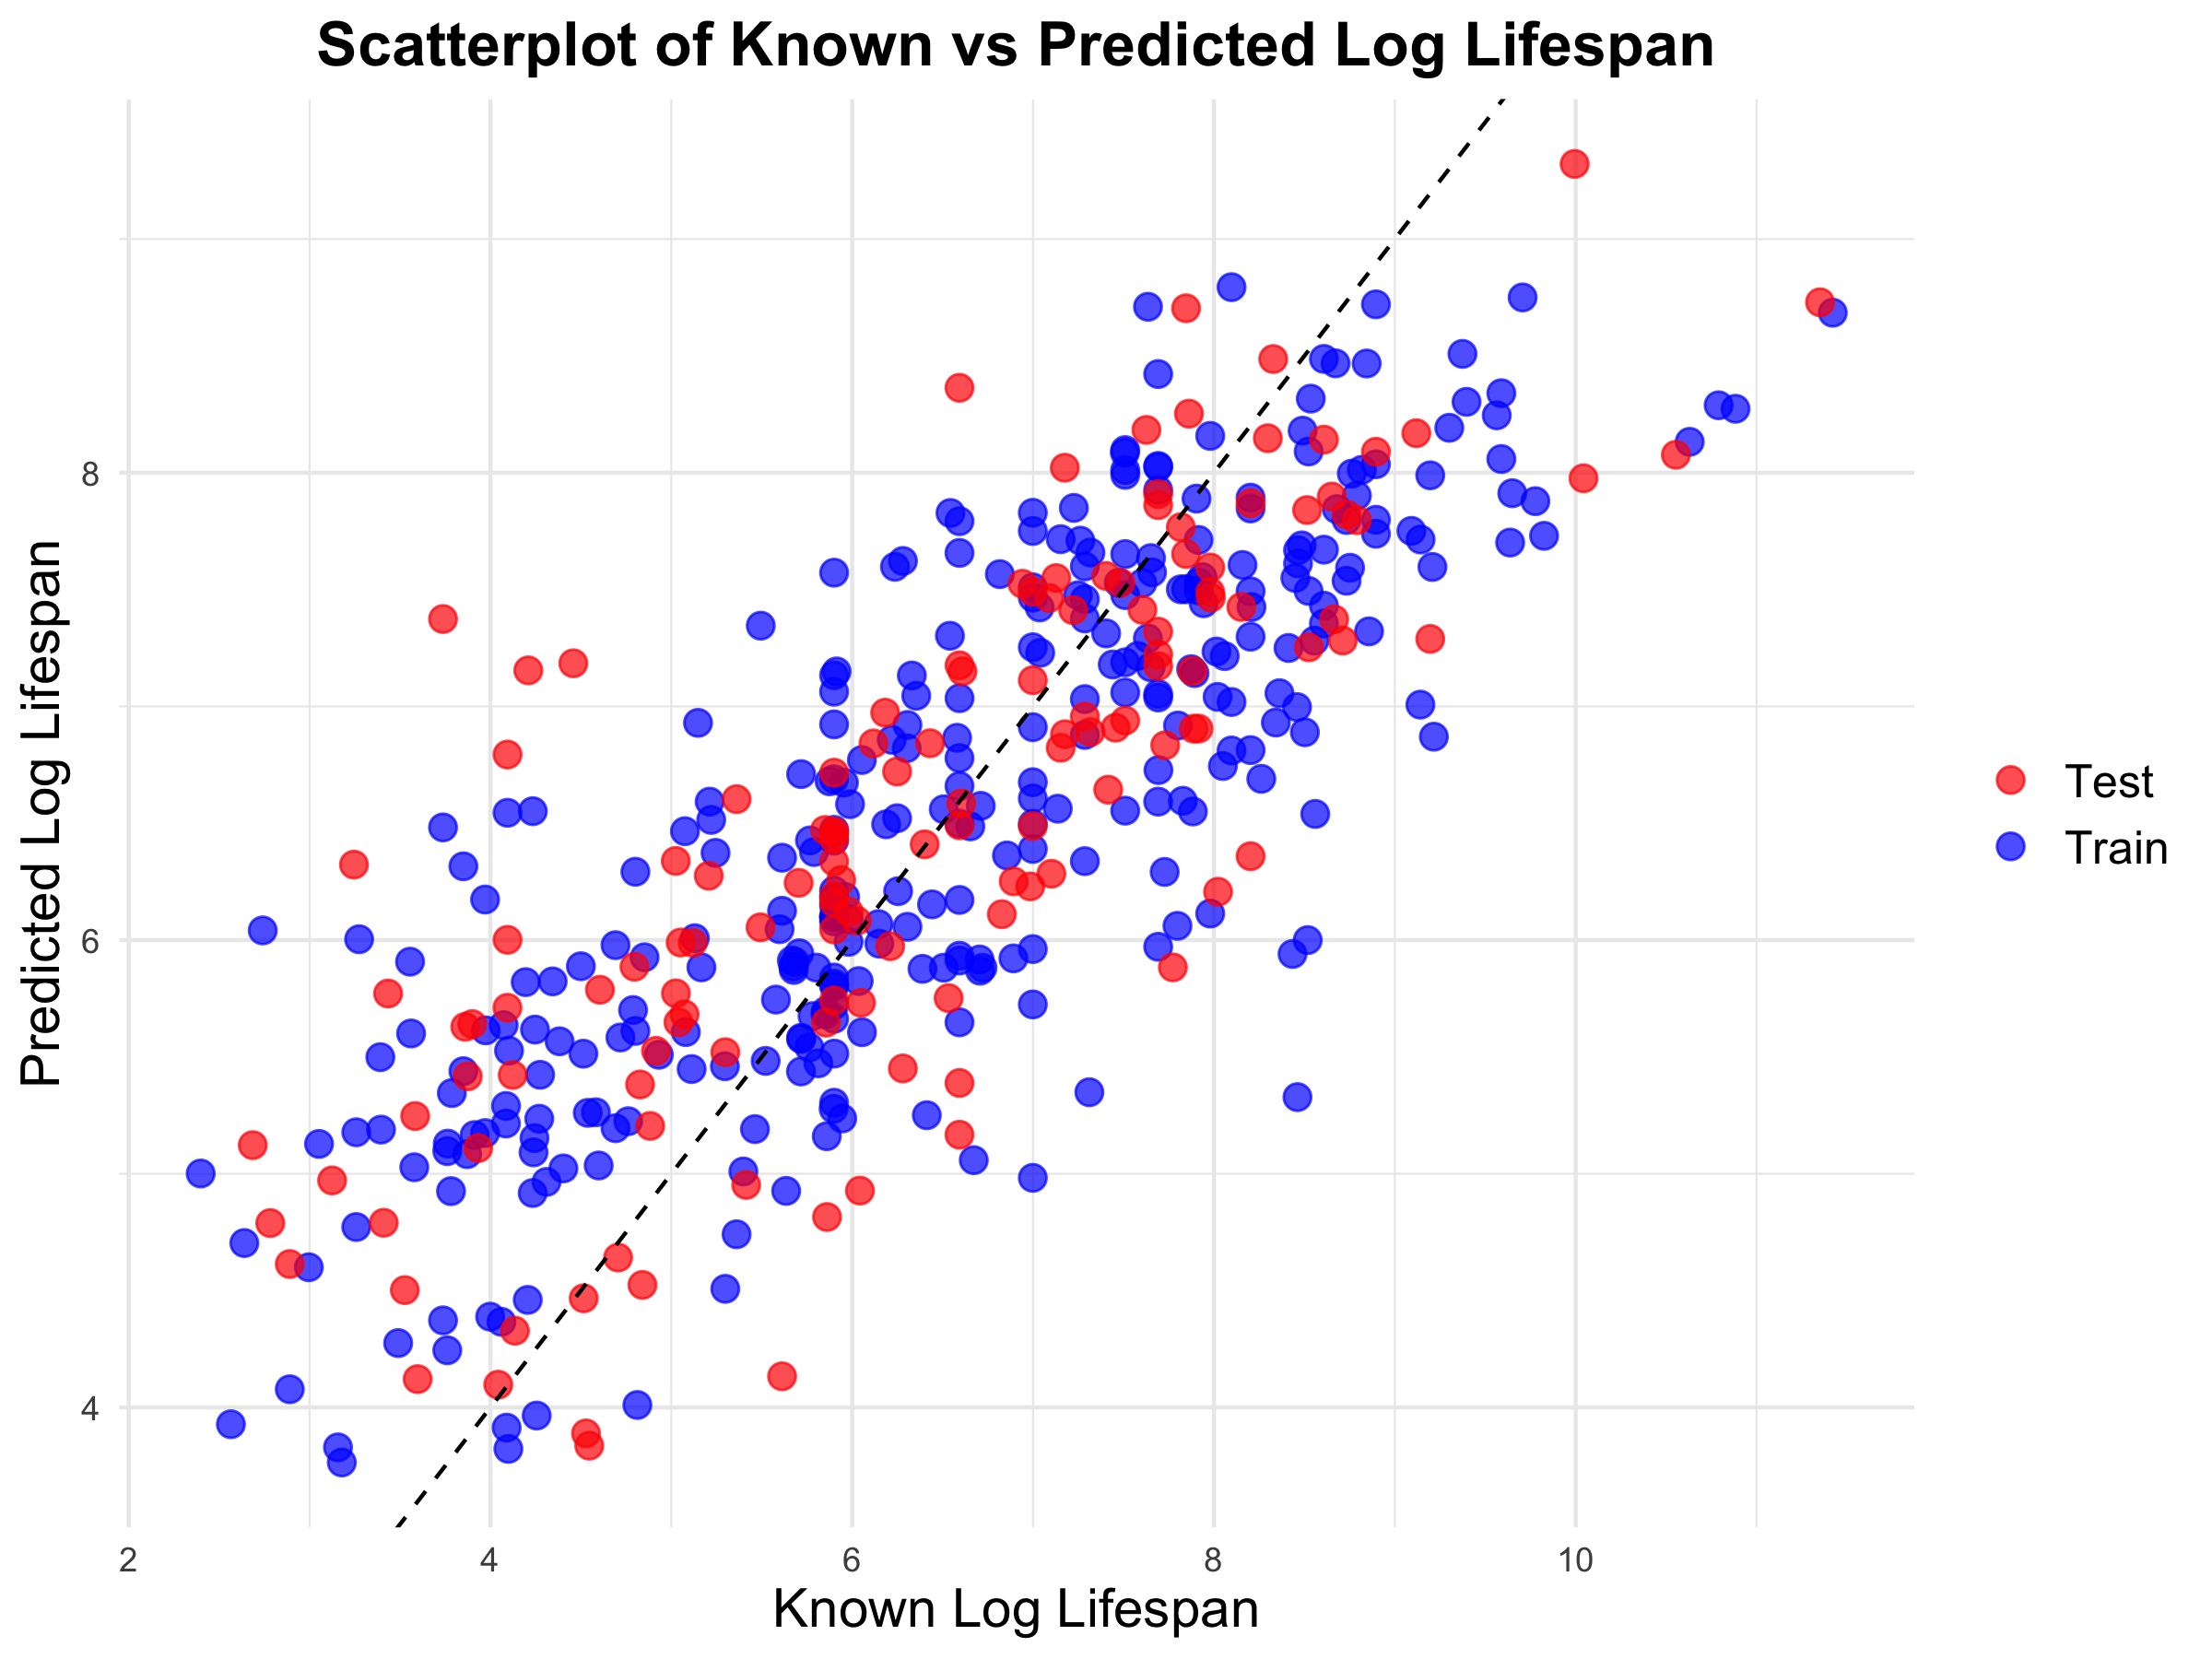 Scatterplot of Known vs Predicted Log Lifespan
Predicted Log Lifespan
8
6
4
2 4 6 8 10
Known Log Lifespan
Test
Train